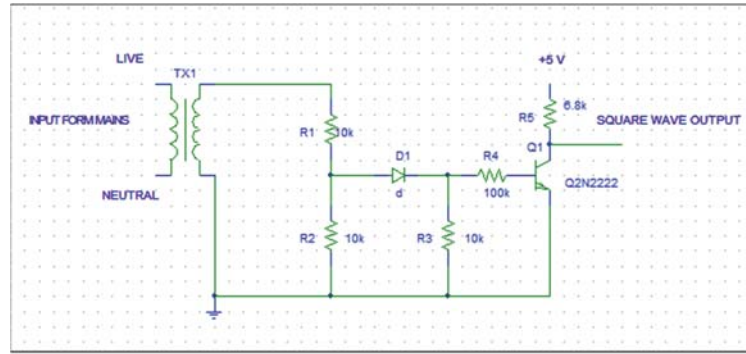 LIVE
TX1
INPUT FORM MAINS
NEUTRAL
R1
10k
R2
10k
D1
d
R3
10k
R4
100k
+5 V
R5
6.8k
SQUARE WAVE OUTPUT
Q1
Q2N2222